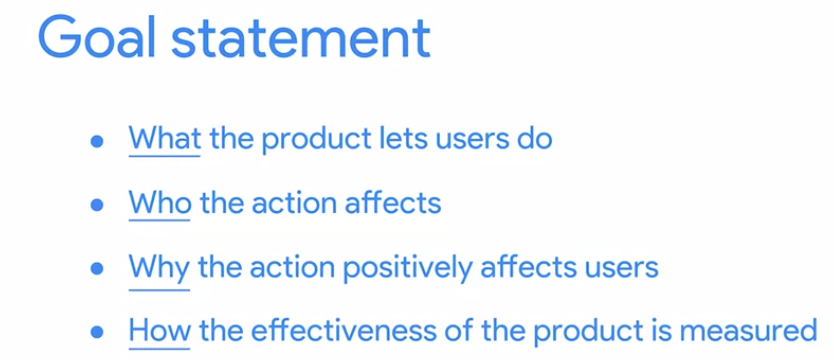 Goal statement
• What the product lets users do
• Who the action affects
• Why the action positively affects users
• How the effectiveness of the product is measured